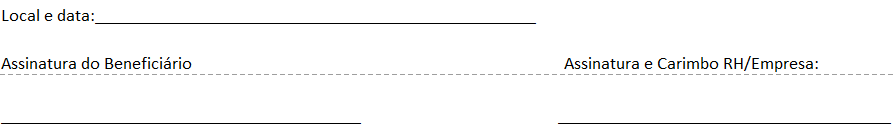 Local e data:
Assinatura do Beneficiário Assinatura e Carimbo RH/Empresa: